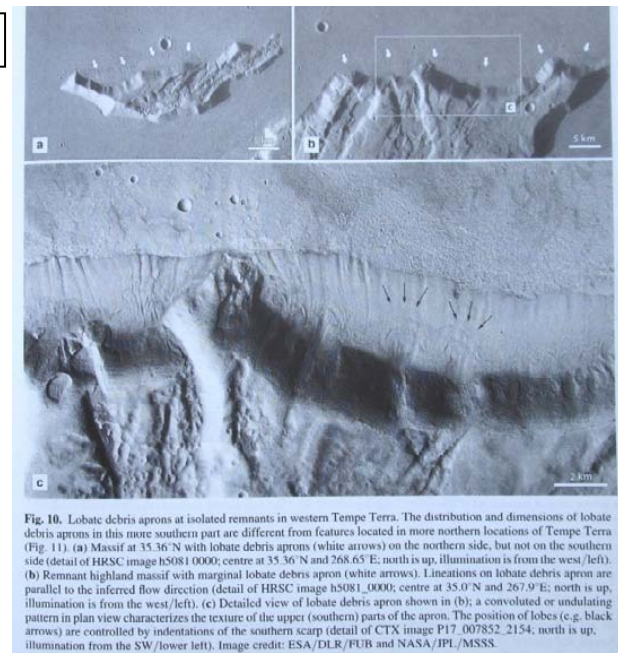 a
b
c
5 km
c
2 km
Fig. 10. Lobate debris aprons at isolated remnants in western Tempe Terra. The distribution and dimensions of lobate
debris aprons in this more southern part are different from features located in more northern locations of Tempe Terra
(Fig. 11). (a) Massif at 35.36°N with lobate debris aprons (white arrows) on the northern side, but not on the southern
side (detail of HRSC image h5081 0000; centre at 35.36°N and 268.65°E; north is up, illumination is from the west/left).
(b) Remnant highland massif with marginal lobate debris apron (white arrows). Lineations on lobate debris apron are
parallel to the inferred flow direction (detail of HRSC image h5081_0000; centre at 35.0°N and 267.9°E; north is up,
illumination is from the west/left). (c) Detailed view of lobate debris apron shown in (b); a convoluted or undulating
pattern in plan view characterizes the texture of the upper (southern) parts of the apron. The position of lobes (e.g. black
arrows) are controlled by indentations of the southern scarp (detail of CTX image P17_007852_2154; north is up,
illumination from the SW/lower left). Image credit: ESA/DLR/FUB and NASA/JPL/MSSS.